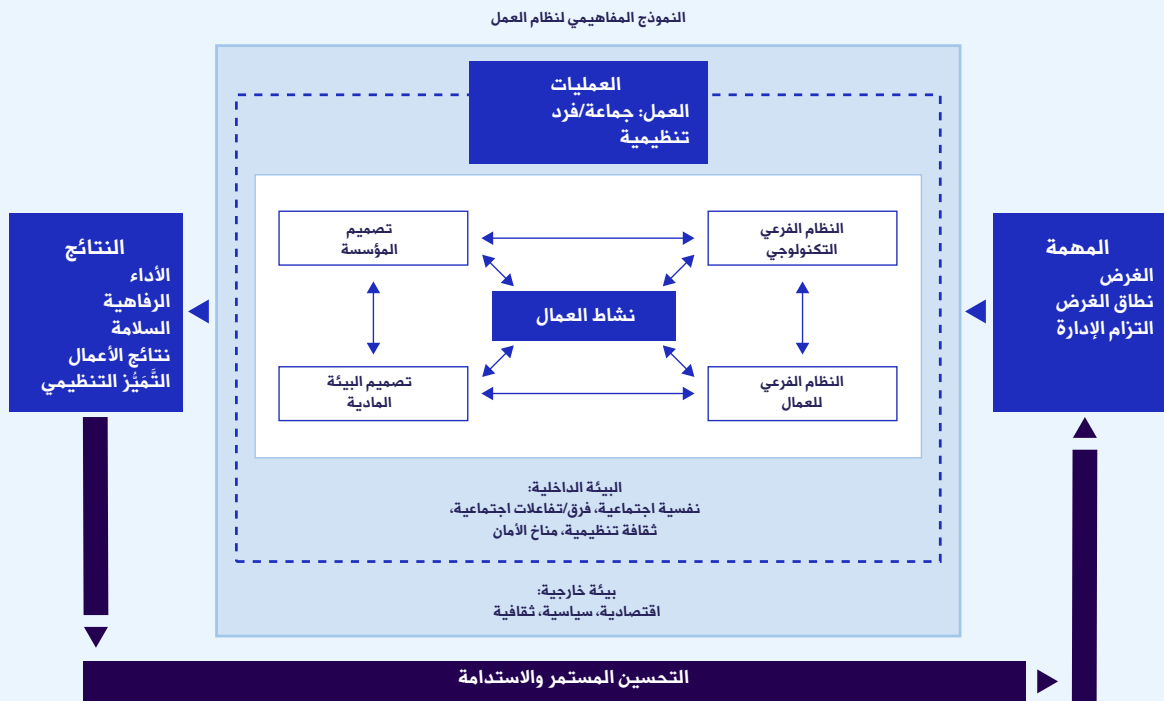 النموذج المفاهيمي لنظام العمل
العمليات
العمل: جماعة/فرد
تنظيمية
المهمة
الغرض
نطاق الغرض
التزام الإدارة
النظام الفرعي
التكنولوجي
تصميم
المؤسسة
نشاط العمال
النظام الفرعي
للعمال
تصميم البيئة
المادية
النتائج
الأداء
الرفاهية
السلامة
نتائج الأعمال
التَّمَيُّز التنظيمي
البيئة الداخلية:
نفسية اجتماعية، فرق/تفاعلات اجتماعية،
ثقافة تنظيمية، مناخ الأمان
بيئة خارجية:
اقتصادية، سياسية، ثقافية
التحسين المستمر والاستدامة